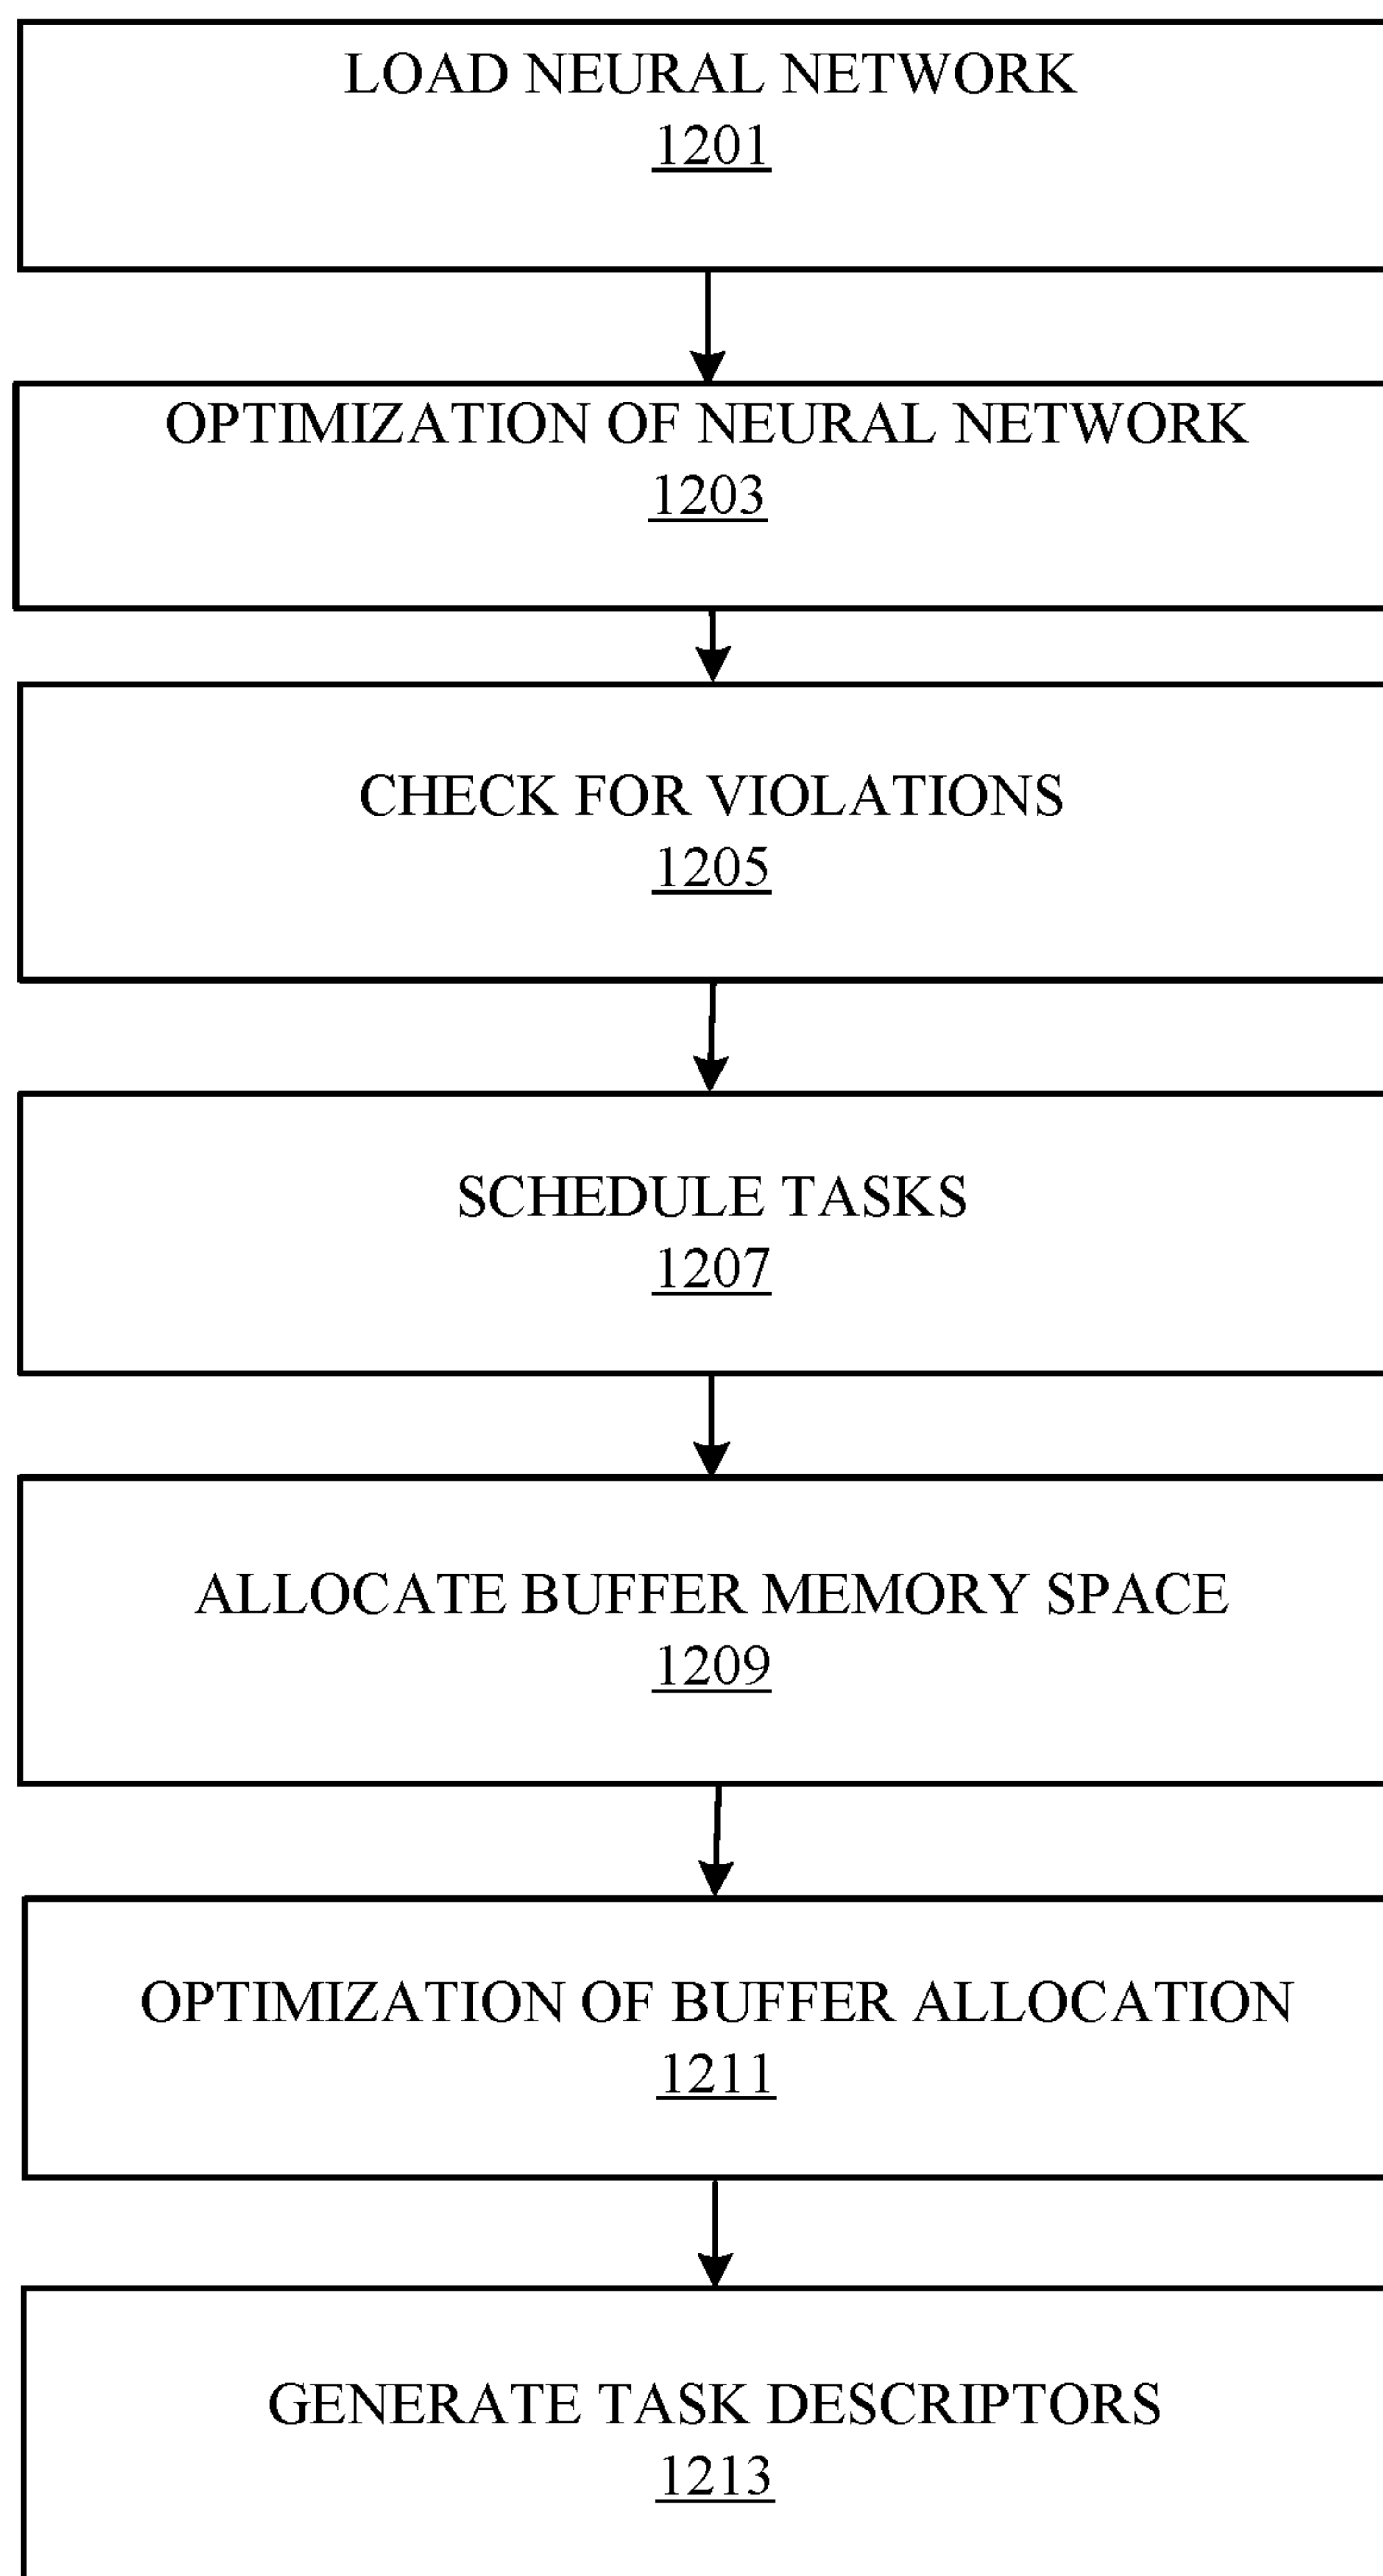 LOAD NEURAL NETWORK
1201
OPTIMIZATION OF NEURAL NETWORK
1203
CHECK FOR VIOLATIONS
1205
SCHEDULE TASKS
1207
ALLOCATE BUFFER MEMORY SPACE
1209
OPTIMIZATION OF BUFFER ALLOCATION
1211
GENERATE TASK DESCRIPTORS
1213